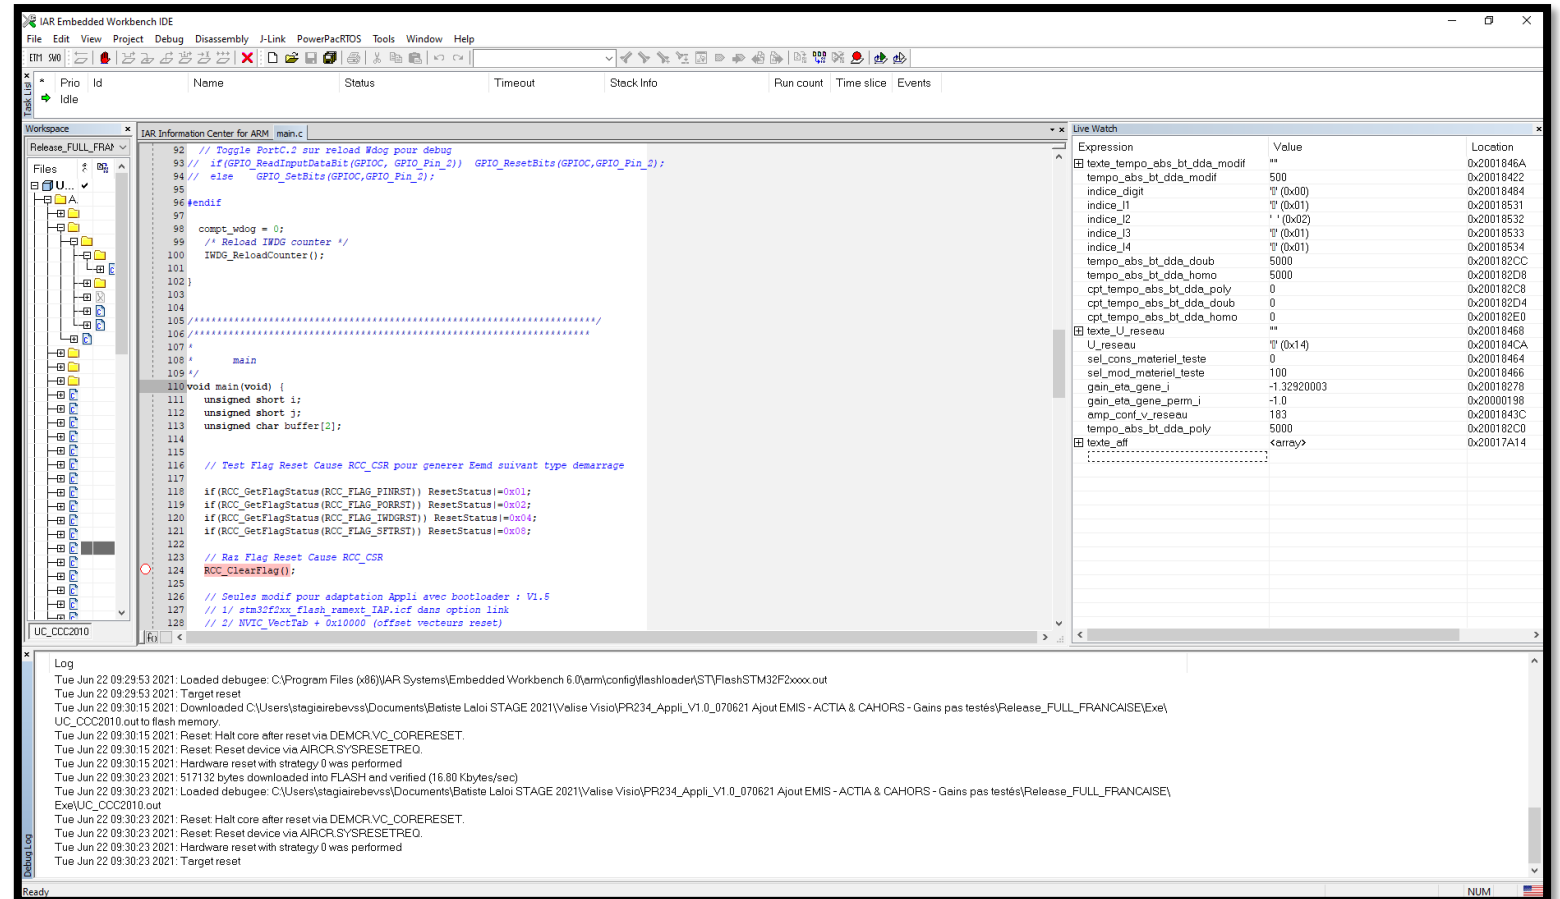 IAR Embedded Workbench IDE
File Edit View Project Debug Disassembly J-Link PowerPacRTOS Tools Window Help
ETM SWO
Task List
* Prio Id Name Status Timeout Stack Info Run count Time slice Events
Idle
Workspace
Release_FULL_FRAN
Files
U...
A.
UC_CCC2010
IAR Information Center for ARM main.c
92 // Toggle PortC.2 sur reload Wdog pour debug
93 // if(GPIO_ReadInputDataBit(GPIOC, GPIO_Pin_2)) GPIO_ResetBits(GPIOC,GPIO_Pin_2);
94 // else GPIO_SetBits(GPIOC,GPIO_Pin_2);
95
96 #endif
97
98 compt_wdog = 0;
99 /* Reload IWDG counter */
100 IWDG_ReloadCounter();
101
102 }
103
104
105 /*********************************************************************/
106 /********************************************************************
107 *
108 * main
109 */
110 void main(void) {
111 unsigned short i;
112 unsigned short j;
113 unsigned char buffer[2];
114
115
116 // Test Flag Reset Cause RCC_CSR pour generer Eemd suivant type demarrage
117
118 if(RCC_GetFlagStatus(RCC_FLAG_PINRST)) ResetStatus|=0x01;
119 if(RCC_GetFlagStatus(RCC_FLAG_PORRST)) ResetStatus|=0x02;
120 if(RCC_GetFlagStatus(RCC_FLAG_IWDGRST)) ResetStatus|=0x04;
121 if(RCC_GetFlagStatus(RCC_FLAG_SFTRST)) ResetStatus|=0x08;
122
123 // Raz Flag Reset Cause RCC_CSR
124 RCC_ClearFlag();
125
126 // Seules modif pour adaptation Appli avec bootloader : V1.5
127 // 1/ stm32f2xx_flash_ramext_IAP.icf dans option link
128 // 2/ NVIC_VectTab + 0x10000 (offset vecteurs reset)
Live Watch
Expression Value Location
texte_tempo_abs_bt_dda_modif "" 0x2001846A
tempo_abs_bt_dda_modif 500 0x20018422
indice_digit (0x00) 0x20018484
indice_l1 (0x01) 0x20018531
indice_l2 ' ' (0x02) 0x20018532
indice_l3 (0x01) 0x20018533
indice_l4 (0x01) 0x20018534
tempo_abs_bt_dda_doub 5000 0x200182CC
tempo_abs_bt_dda_homo 5000 0x200182D8
cpt_tempo_abs_bt_dda_poly 0 0x200182C8
cpt_tempo_abs_bt_dda_doub 0 0x200182D4
cpt_tempo_abs_bt_dda_homo 0 0x200182E0
texte_U_reseau "" 0x20018468
U_reseau (0x14) 0x200184CA
sel_cons_materiel_teste 0 0x20018464
sel_mod_materiel_teste 100 0x20018466
gain_eta_gene_i -1.32920003 0x20018278
gain_eta_gene_perm_i -1.0 0x20000198
amp_conf_v_reseau 183 0x2001843C
tempo_abs_bt_dda_poly 5000 0x200182C0
texte_aff <array> 0x20017A14
Debug Log
Log
Tue Jun 22 09:29:53 2021: Loaded debugee: C:\Program Files (x86)\IAR Systems\Embedded Workbench 6.0\arm\config\flashloader\ST\FlashSTM32F2xxxx.out
Tue Jun 22 09:29:53 2021: Target reset
Tue Jun 22 09:30:15 2021: Downloaded C:\Users\stagiairebevss\Documents\Batiste Laloi STAGE 2021\Valise Visio\PR234_Appli_V1.0_070621 Ajout EMIS - ACTIA & CAHORS - Gains pas testés\Release_FULL_FRANCAISE\Exe\
UC_CCC2010.out to flash memory.
Tue Jun 22 09:30:15 2021: Reset: Halt core after reset via DEMCR.VC_CORERESET.
Tue Jun 22 09:30:15 2021: Reset: Reset device via AIRCR.SYSRESETREQ.
Tue Jun 22 09:30:15 2021: Hardware reset with strategy 0 was performed
Tue Jun 22 09:30:23 2021: 517132 bytes downloaded into FLASH and verified (16.80 Kbytes/sec)
Tue Jun 22 09:30:23 2021: Loaded debugee: C:\Users\stagiairebevss\Documents\Batiste Laloi STAGE 2021\Valise Visio\PR234_Appli_V1.0_070621 Ajout EMIS - ACTIA & CAHORS - Gains pas testés\Release_FULL_FRANCAISE\
Exe\UC_CCC2010.out
Tue Jun 22 09:30:23 2021: Reset: Halt core after reset via DEMCR.VC_CORERESET.
Tue Jun 22 09:30:23 2021: Reset: Reset device via AIRCR.SYSRESETREQ.
Tue Jun 22 09:30:23 2021: Hardware reset with strategy 0 was performed
Tue Jun 22 09:30:23 2021: Target reset
Ready NUM